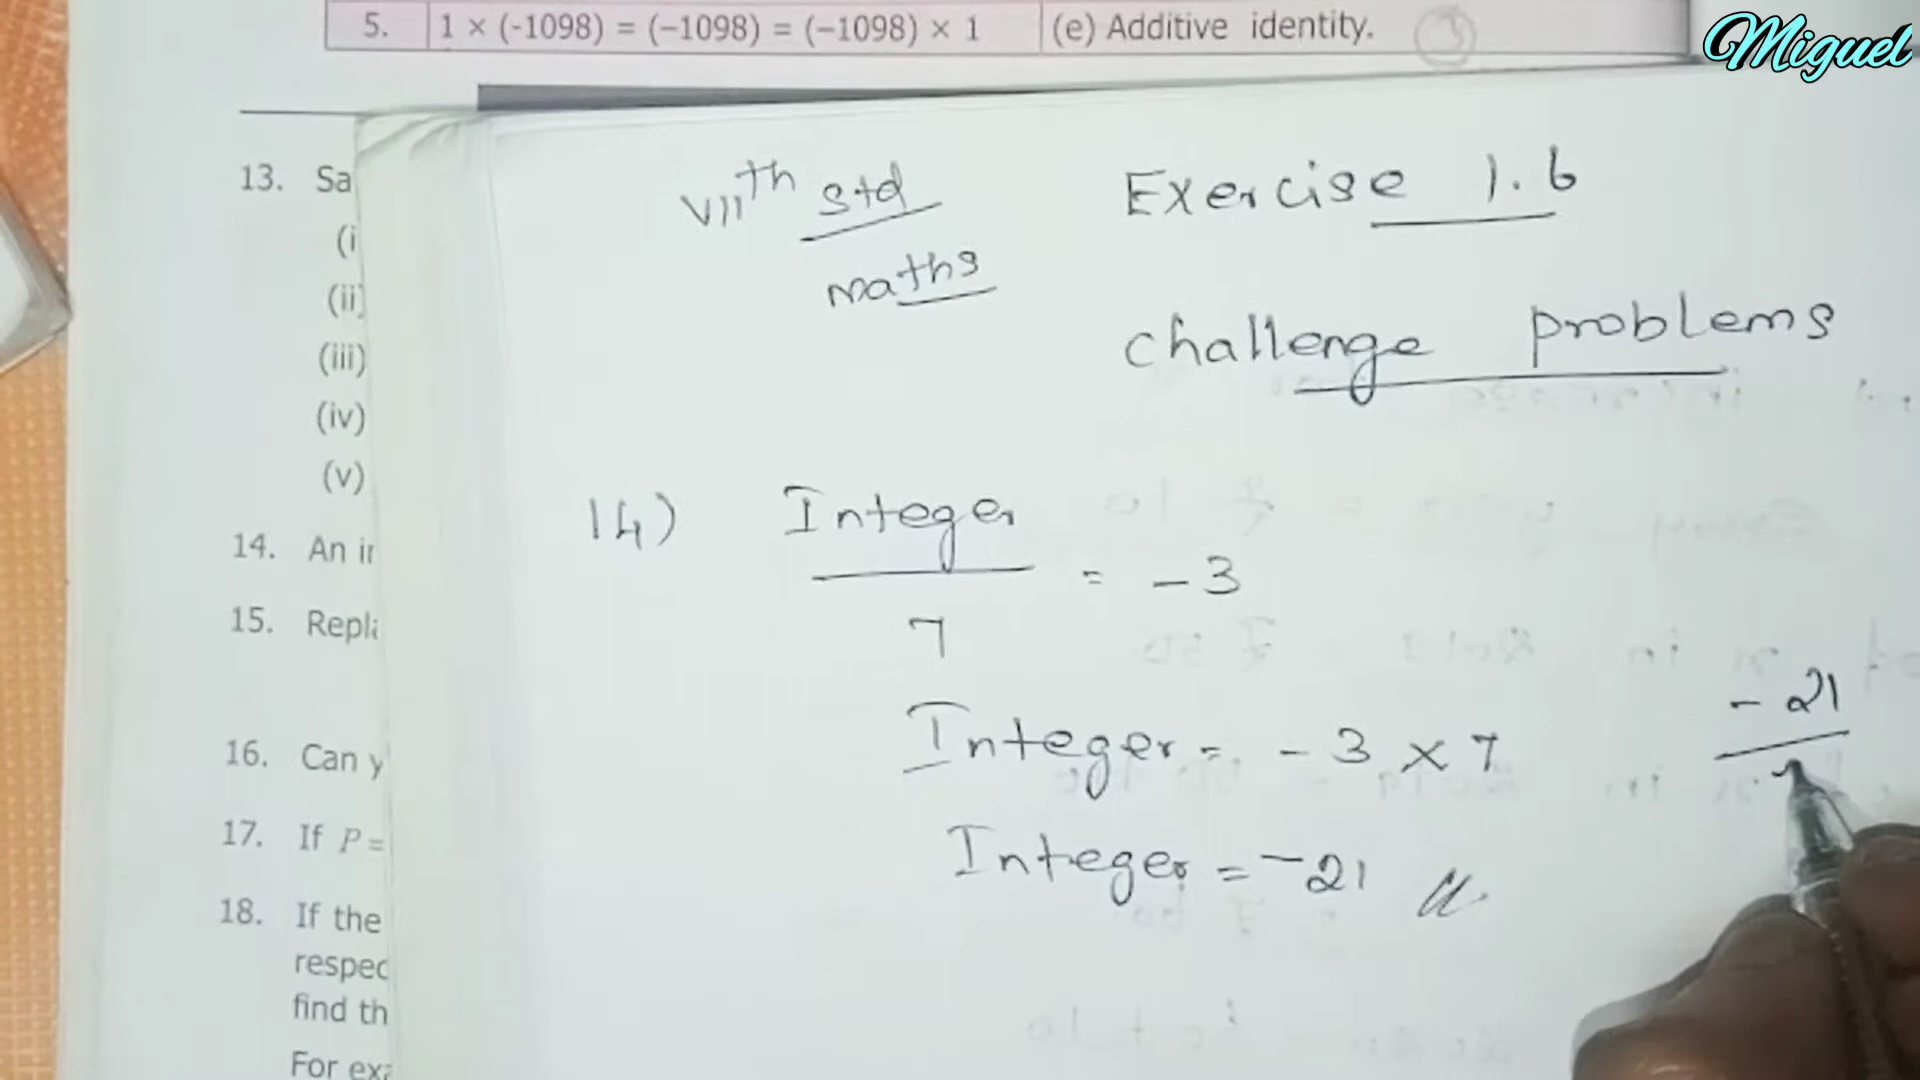 5. 1 × (-1098) = (−1098) = (−1098) × 1 (e) Additive identity.
Miguel
13. Sa
(i
(ii)
(iii)
(iv)
(v)
14. An
15. Repl
16. Can y
17. If P =
18. If the
respec
find th
For exa
VIIth Std
maths
Exercise 1.6
challenge problems
14) Integer
= -3
7
Integer = -3 × 7
Integer = -21
-21